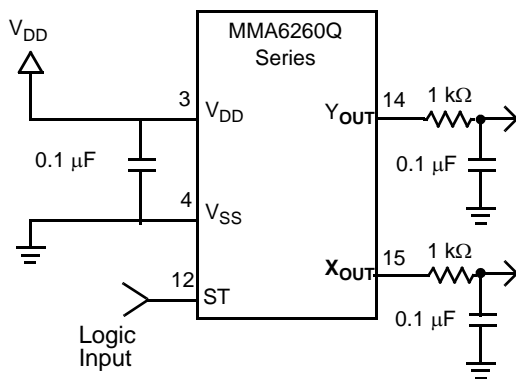 V_DD
MMA6260Q
Series
3
V_DD
Y_OUT
14
1 kΩ
0.1 μF
0.1 μF
4
V_SS
15
1 kΩ
X_OUT
12
ST
0.1 μF
Logic
Input